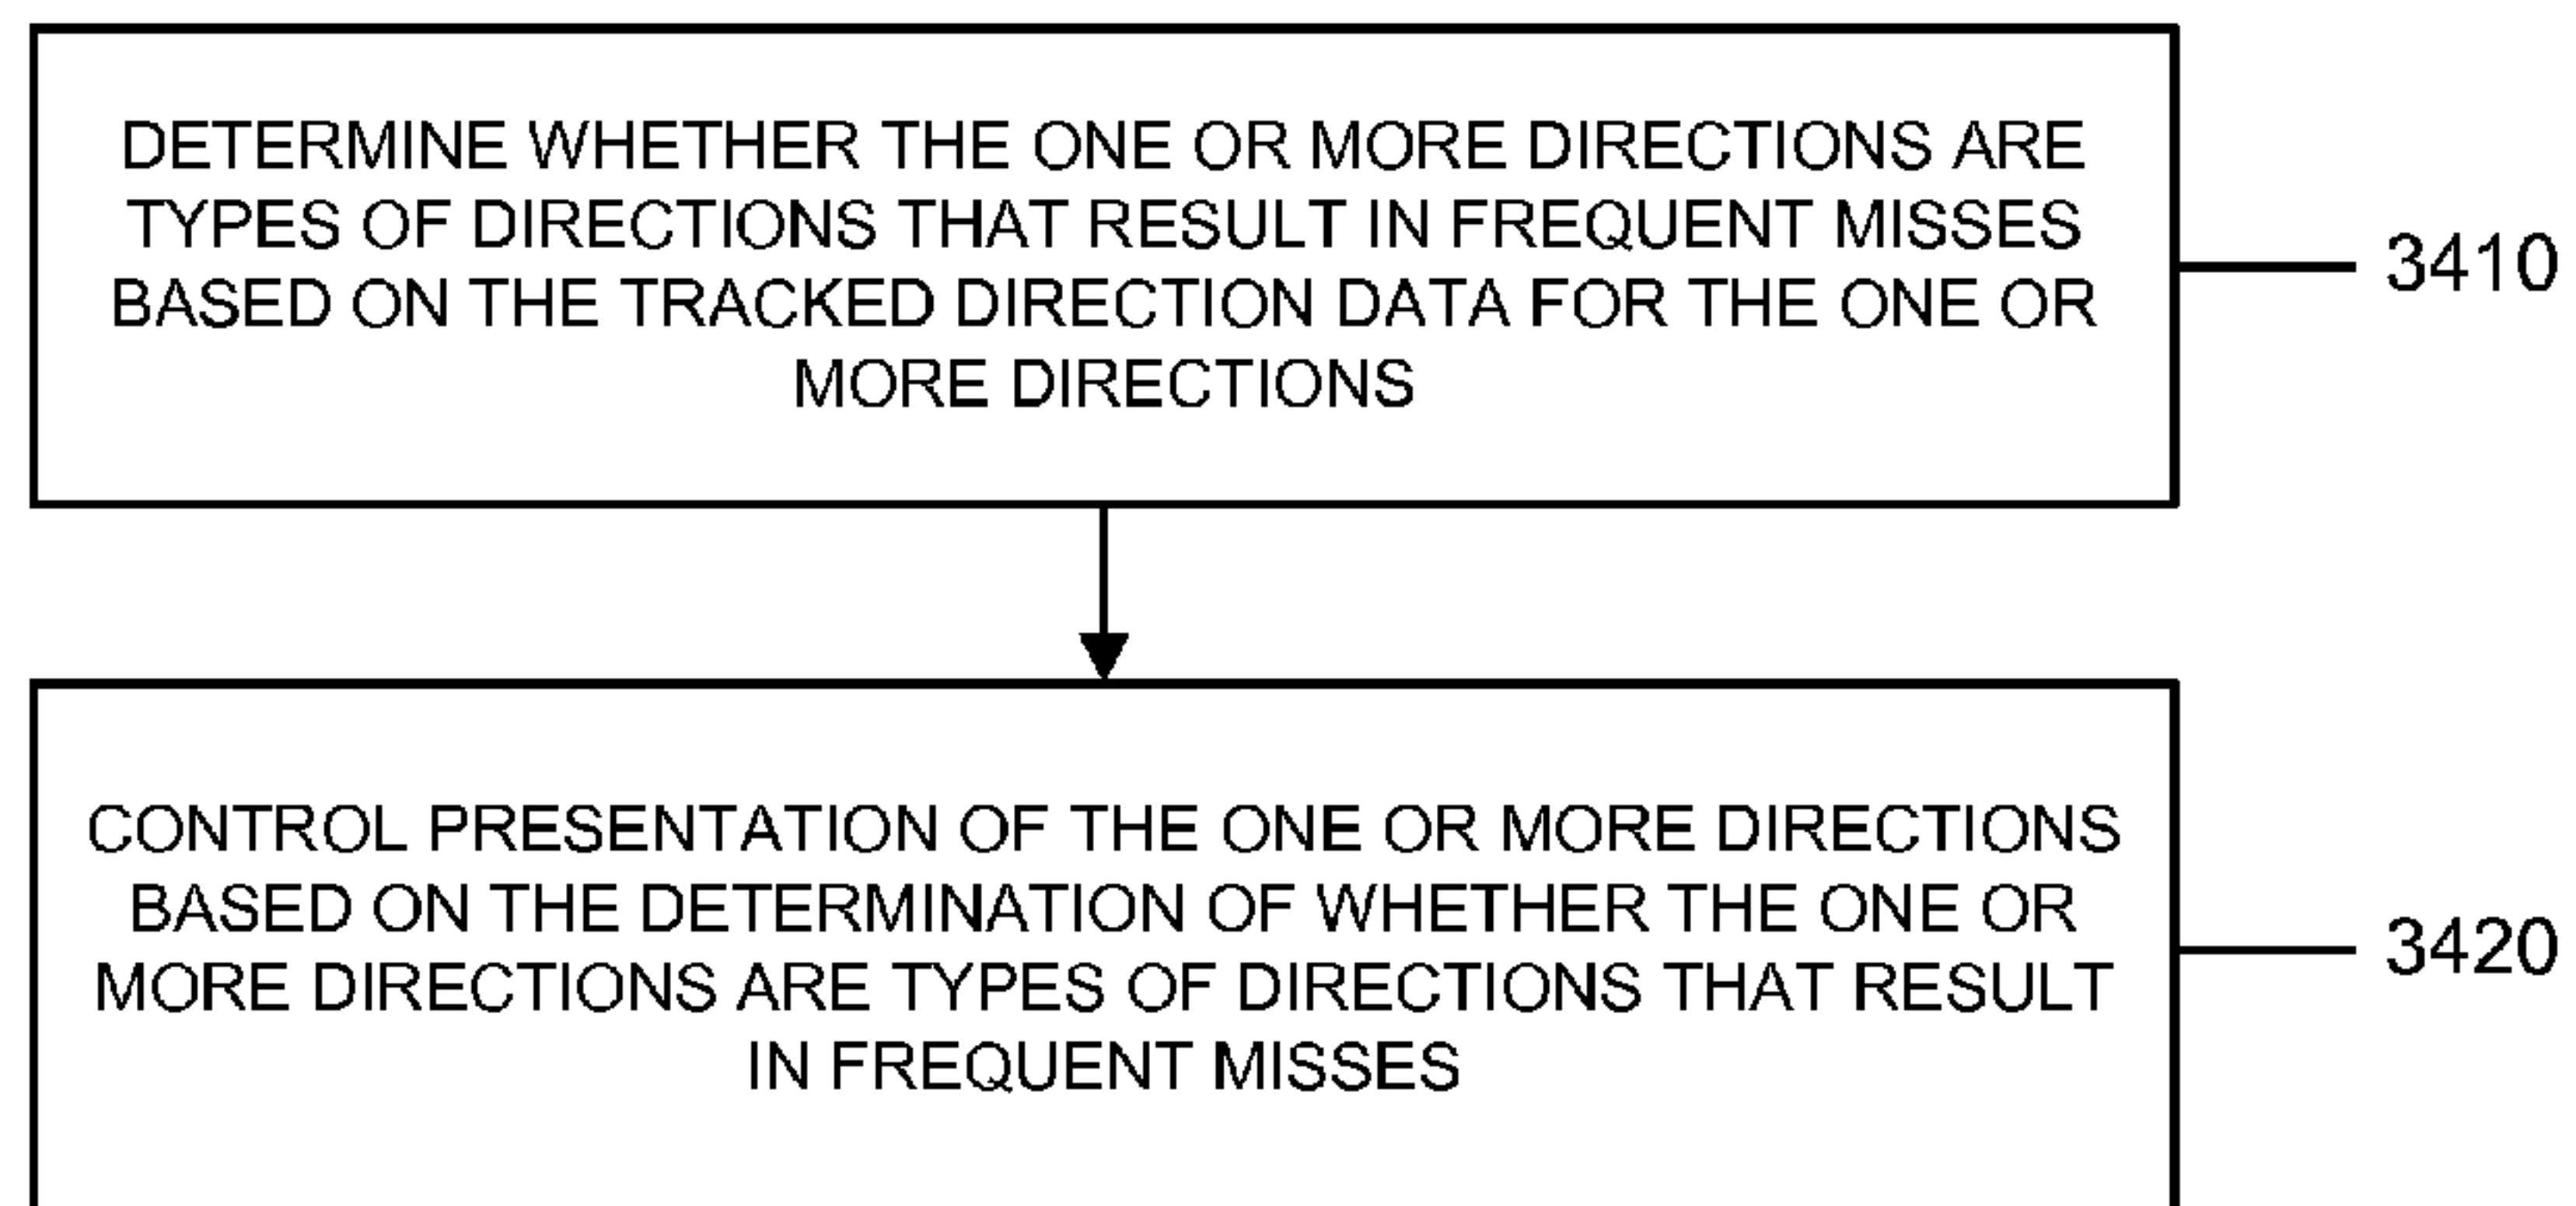 DETERMINE WHETHER THE ONE OR MORE DIRECTIONS ARE
TYPES OF DIRECTIONS THAT RESULT IN FREQUENT MISSES
BASED ON THE TRACKED DIRECTION DATA FOR THE ONE OR
MORE DIRECTIONS
3410
CONTROL PRESENTATION OF THE ONE OR MORE DIRECTIONS
BASED ON THE DETERMINATION OF WHETHER THE ONE OR
MORE DIRECTIONS ARE TYPES OF DIRECTIONS THAT RESULT
IN FREQUENT MISSES
3420